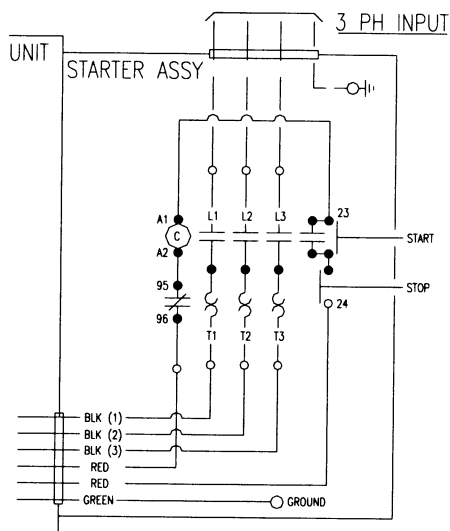 3 PH INPUT
UNIT
STARTER ASSY
A1
L1
L2
L3
23
C
START
A2
STOP
95
24
96
T1
T2
T3
BLK (1)
BLK (2)
BLK (3)
RED
RED
GREEN
GROUND